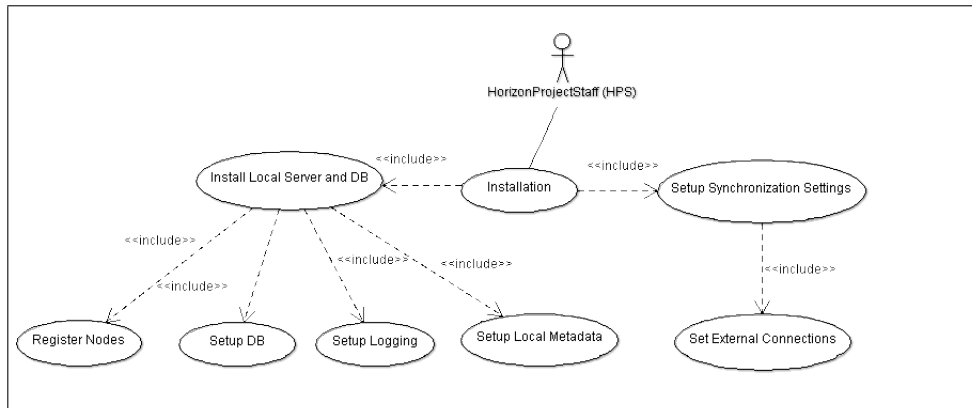 HorizonProjectStaff (HPS)
<<include>>
<<include>>
Install Local Server and DB
Installation
Setup Synchronization Settings
<<include>>
<<include>>
<<include>>
<<include>>
<<include>>
Register Nodes
Setup DB
Setup Logging
Setup Local Metadata
Set External Connections